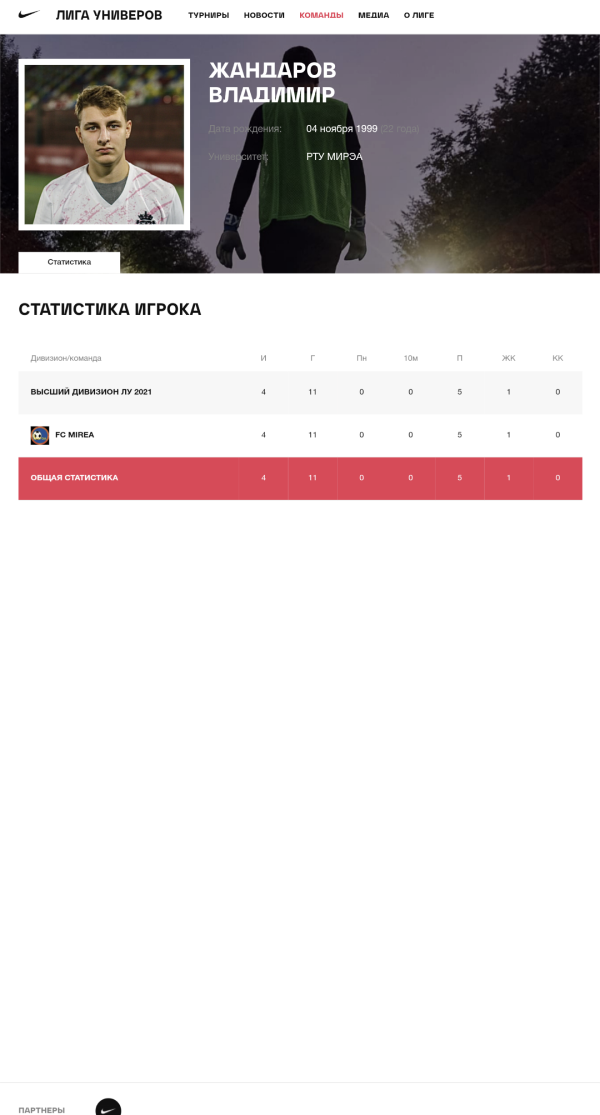 ЛИГА УНИВЕРОВ ТУРНИРЫ НОВОСТИ КОМАНДЫ МЕДИА О ЛИГЕ
ЖАНДАРОВ
ВЛАДИМИР
Дата рождения: 04 ноября 1999 (22 года)
Университет: РТУ МИРЭА
Статистика
СТАТИСТИКА ИГРОКА
Дивизион/команда И Г Пн 10м П ЖК КК
ВЫСШИЙ ДИВИЗИОН ЛУ 2021 4 11 0 0 5 1 0
FC MIREA 4 11 0 0 5 1 0
ОБЩАЯ СТАТИСТИКА 4 11 0 0 5 1 0
ПАРТНЕРЫ